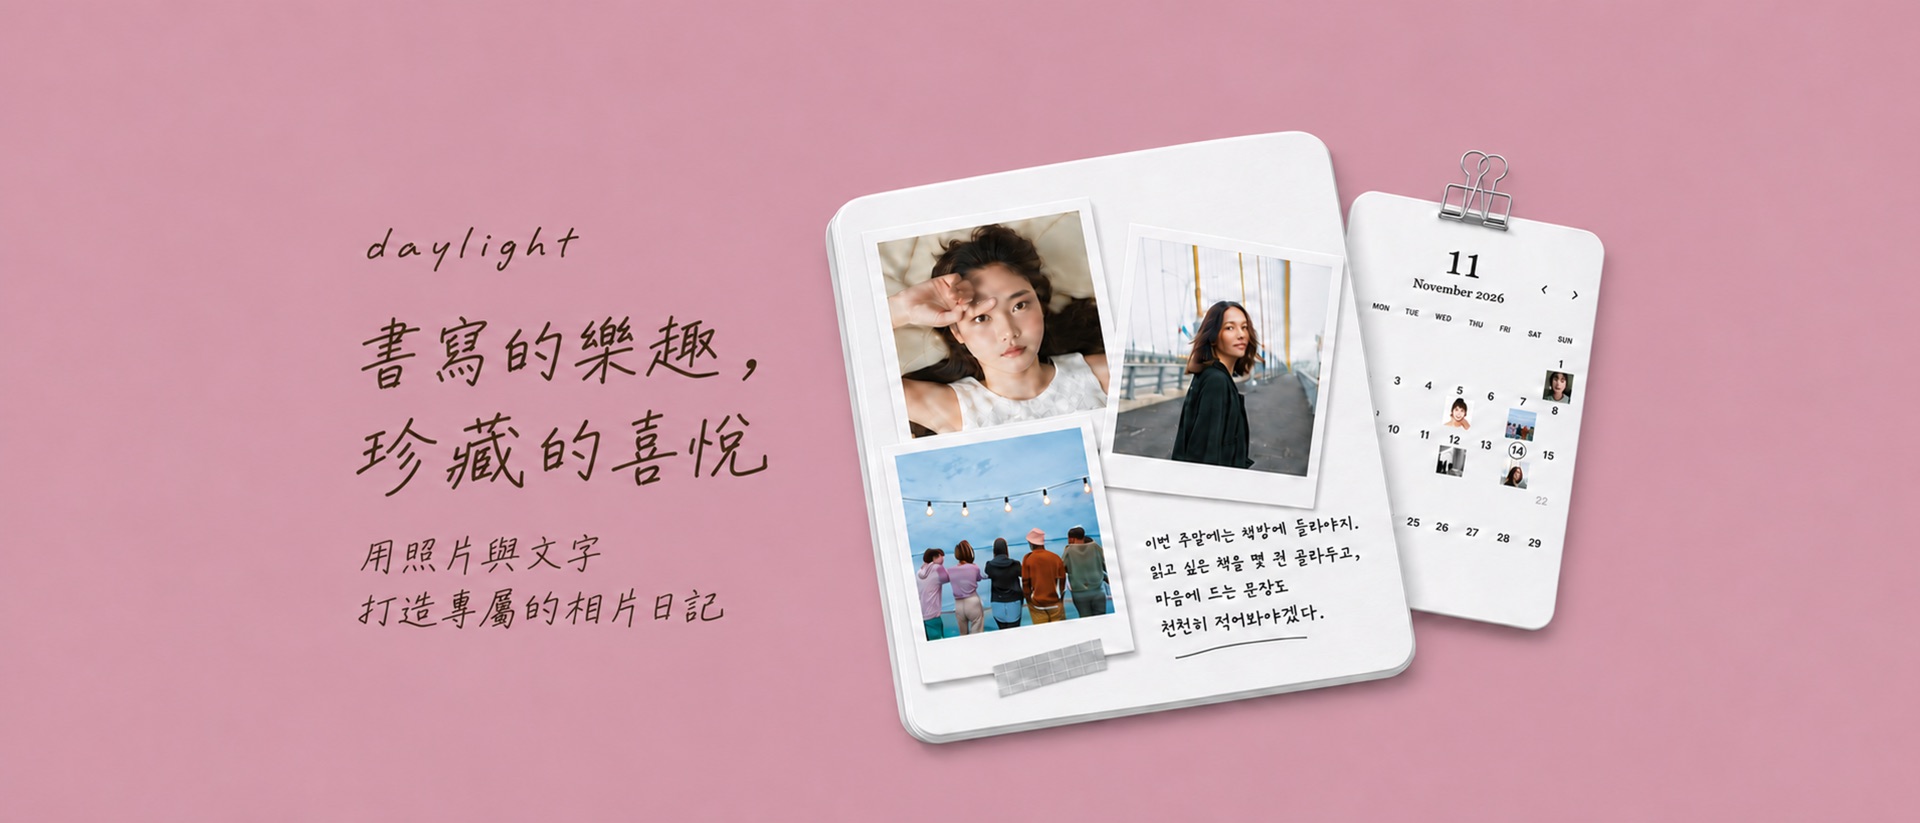 daylight
書寫的樂趣，
珍藏的喜悅
用照片與文字
打造專屬的相片日記
이번 주말에는 책방에 들라야지.
읽고 싶은 책을 몇 권 골라두고,
마음에 드는 문장도
천천히 적어봐야겠다.
11
November 2026
< >
MON TUE WED THU FRI SAT SUN
1
3 4 5 6 7 8
10 11 12 13 14 15
22
25 26 27 28 29